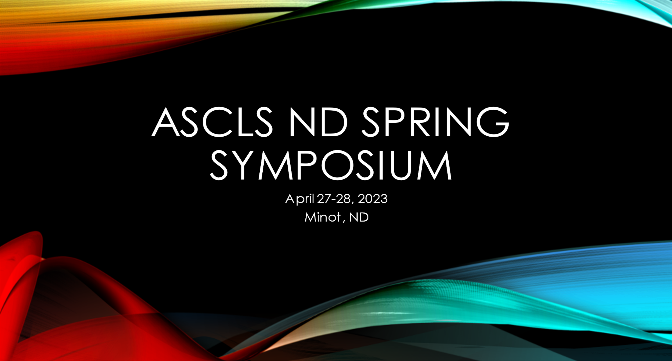 ASCLS ND SPRING
SYMPOSIUM
April 27-28, 2023
Minot, ND